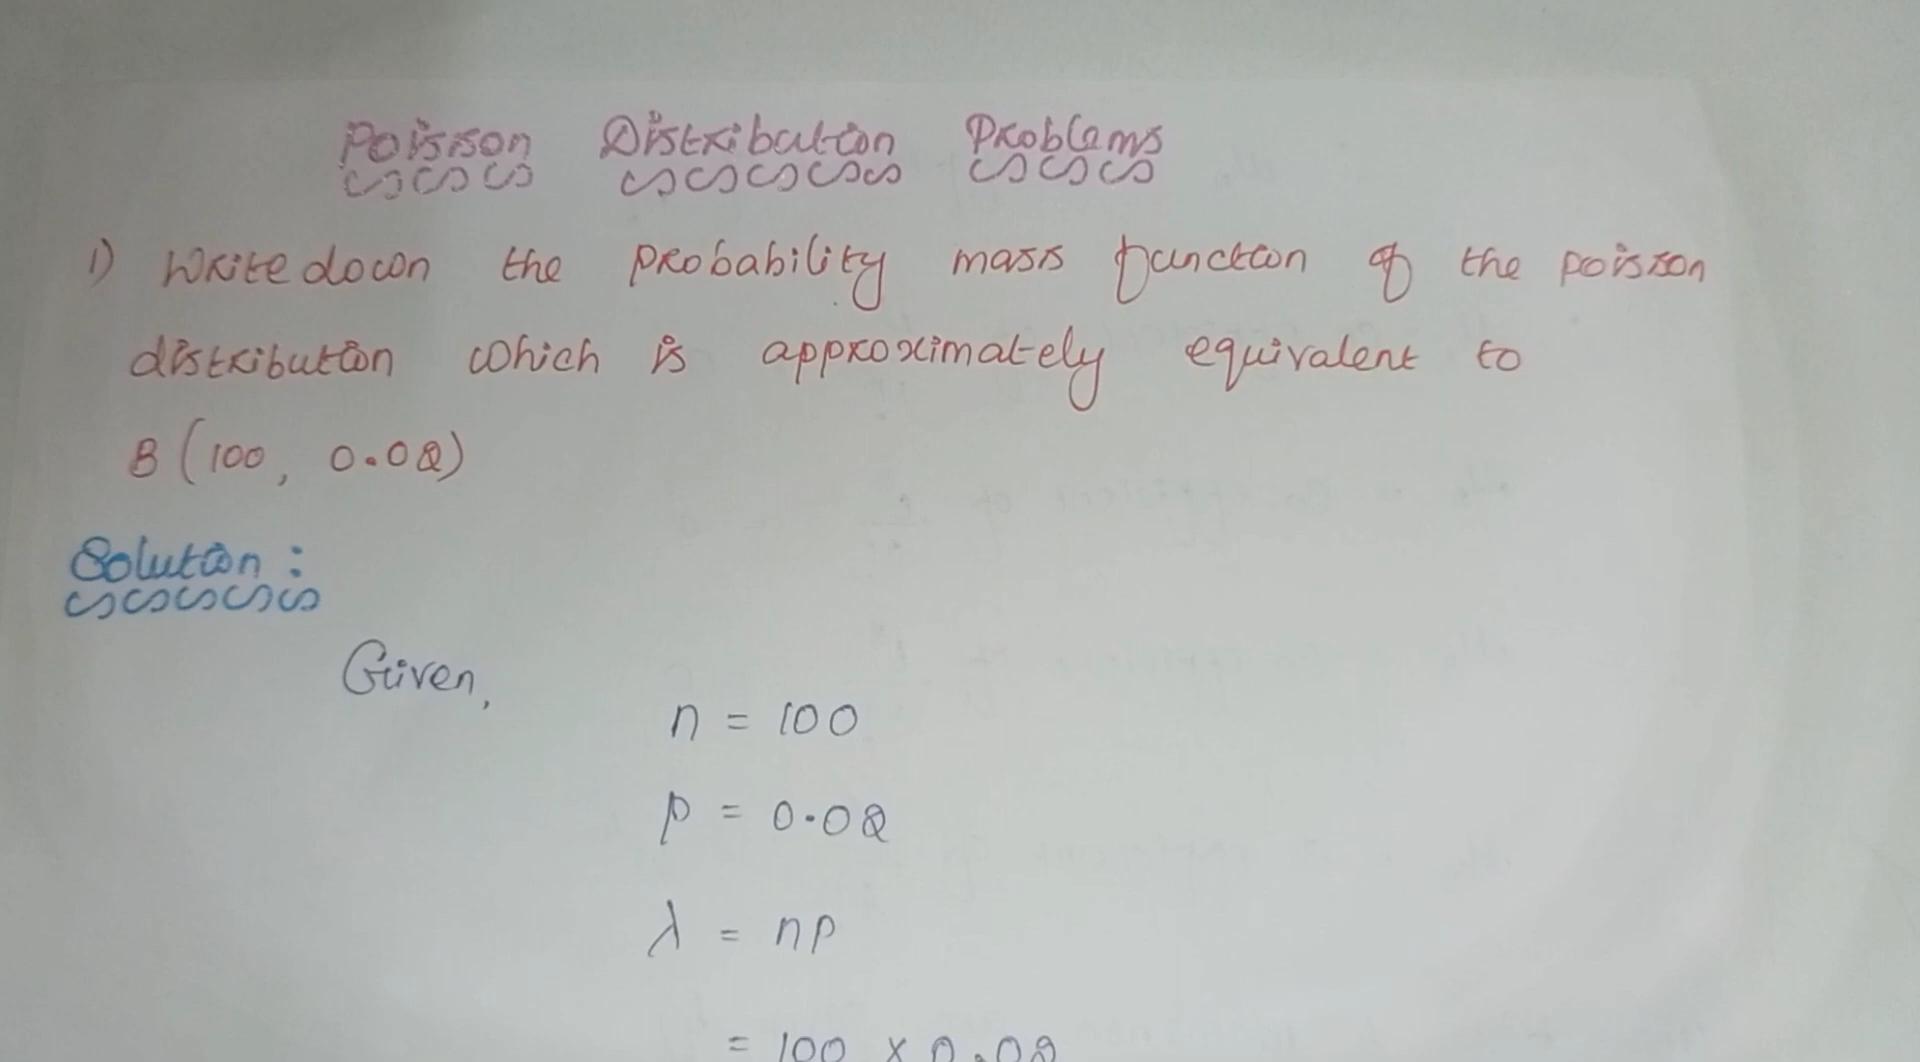 Poisson Distribution Problems
1) Write down the probability mass function of the poisson
distribution which is approximately equivalent to
B (100, 0.02)
Solution :
Given,
n = 100
p = 0.02
λ = np
= 100 x 0.02